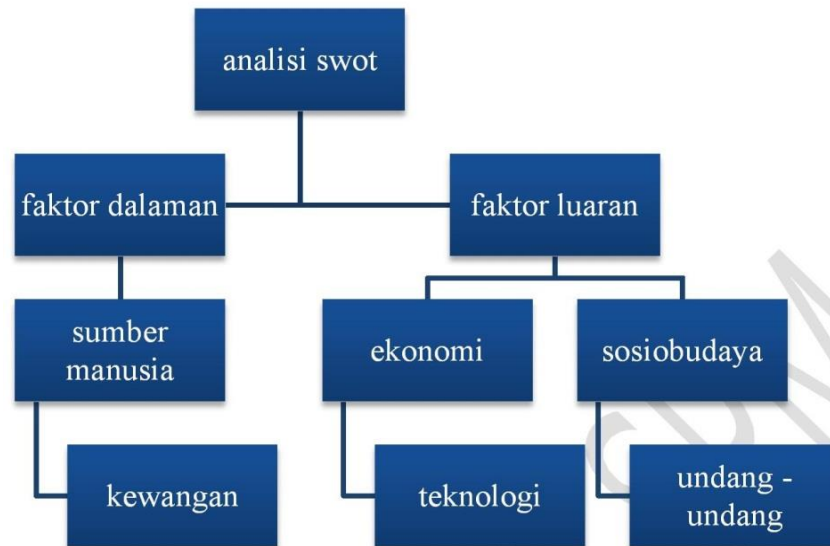 analisi swot
faktor dalaman
faktor luaran
sumber
manusia
ekonomi
sosiobudaya
kewangan
teknologi
undang -
undang